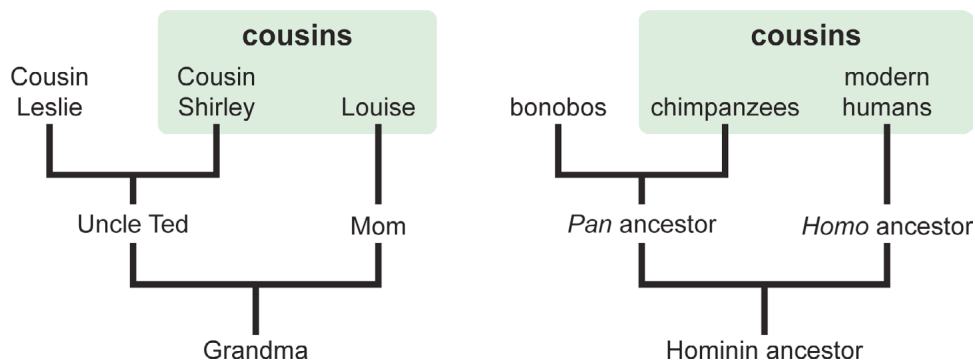 cousins
Cousin
Leslie
Cousin
Shirley
Louise
Uncle Ted
Mom
Grandma
cousins
bonobos
chimpanzees
modern
humans
Pan ancestor
Homo ancestor
Hominin ancestor